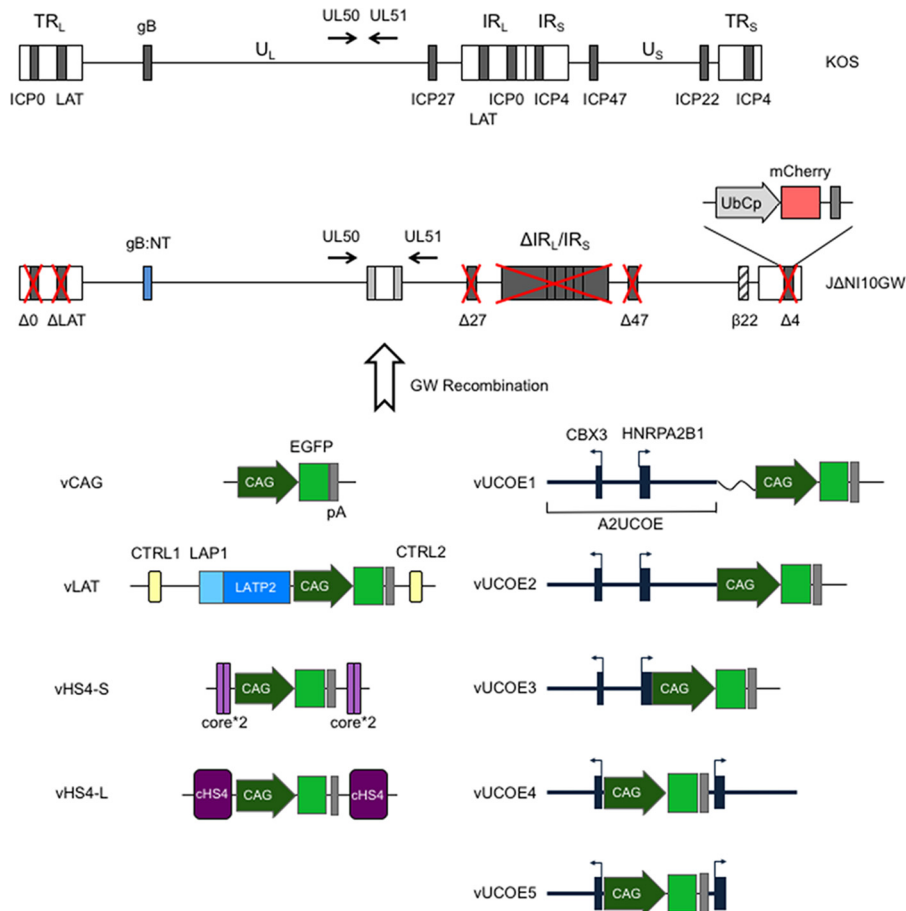 TRL gB UL50 UL51 UL IRL IRS US TRS KOS
ICP0 LAT ICP27 LAT ICP0 ICP4 ICP47 ICP22 ICP4
mCherry
UbCp
gB:NT UL50 UL51 ΔIRL/IRS JΔNI10GW
Δ0 ΔLAT Δ27 Δ47 β22 Δ4
GW Recombination
vCAG EGFP CAG pA
vLAT CTRL1 LAP1 LATP2 CAG CTRL2
vHS4-S CAG core*2 core*2
vHS4-L cHS4 CAG cHS4
vUCOE1 CBX3 HNRPA2B1 CAG A2UCOE
vUCOE2 CAG
vUCOE3 CAG
vUCOE4 CAG
vUCOE5 CAG